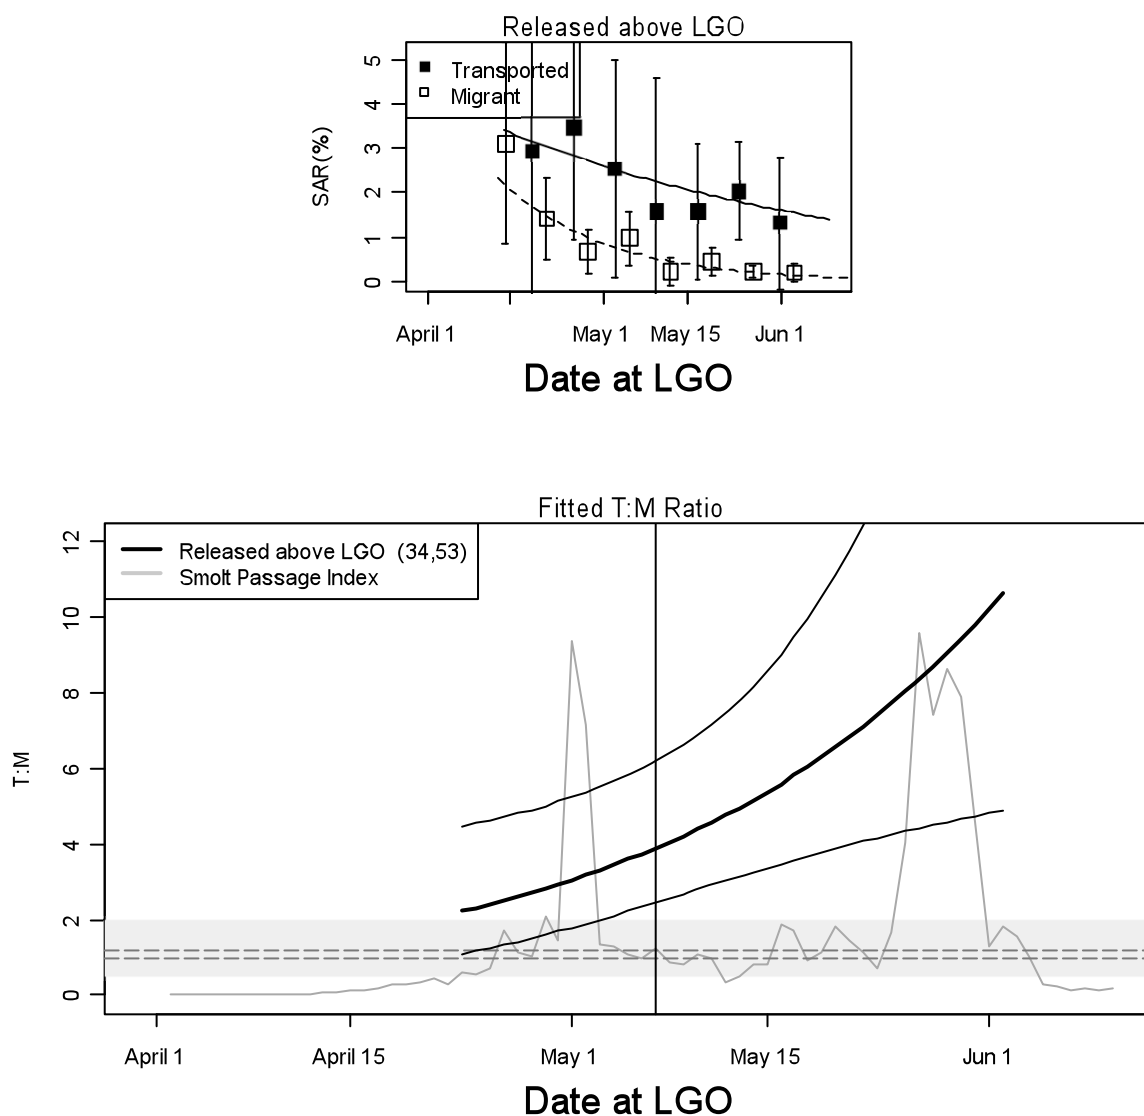 Released above LGO
Transported
Migrant
SAR(%)
5
4
3
2
1
0
April 1
May 1
May 15
Jun 1
Date at LGO
Fitted T:M Ratio
Released above LGO (34,53)
Smolt Passage Index
T:M
12
10
8
6
4
2
0
April 1
April 15
May 1
May 15
Jun 1
Date at LGO